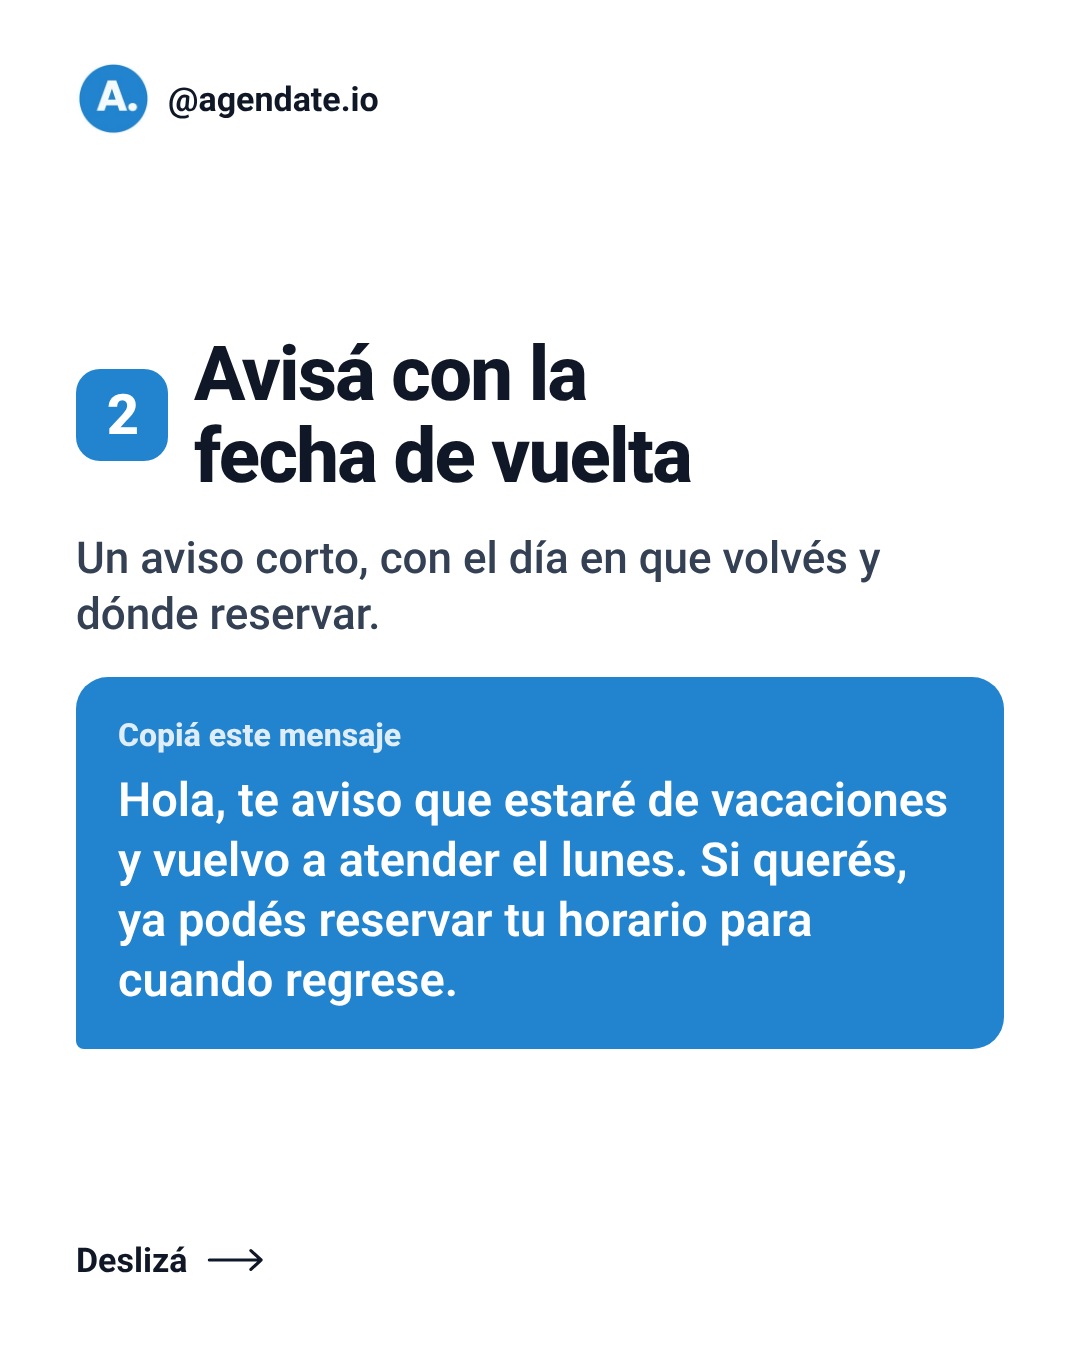 A.
@agendate.io
2
Avisá con la
fecha de vuelta
Un aviso corto, con el día en que volvés y
dónde reservar.
Copiá este mensaje
Hola, te aviso que estaré de vacaciones
y vuelvo a atender el lunes. Si querés,
ya podés reservar tu horario para
cuando regrese.
Deslizá